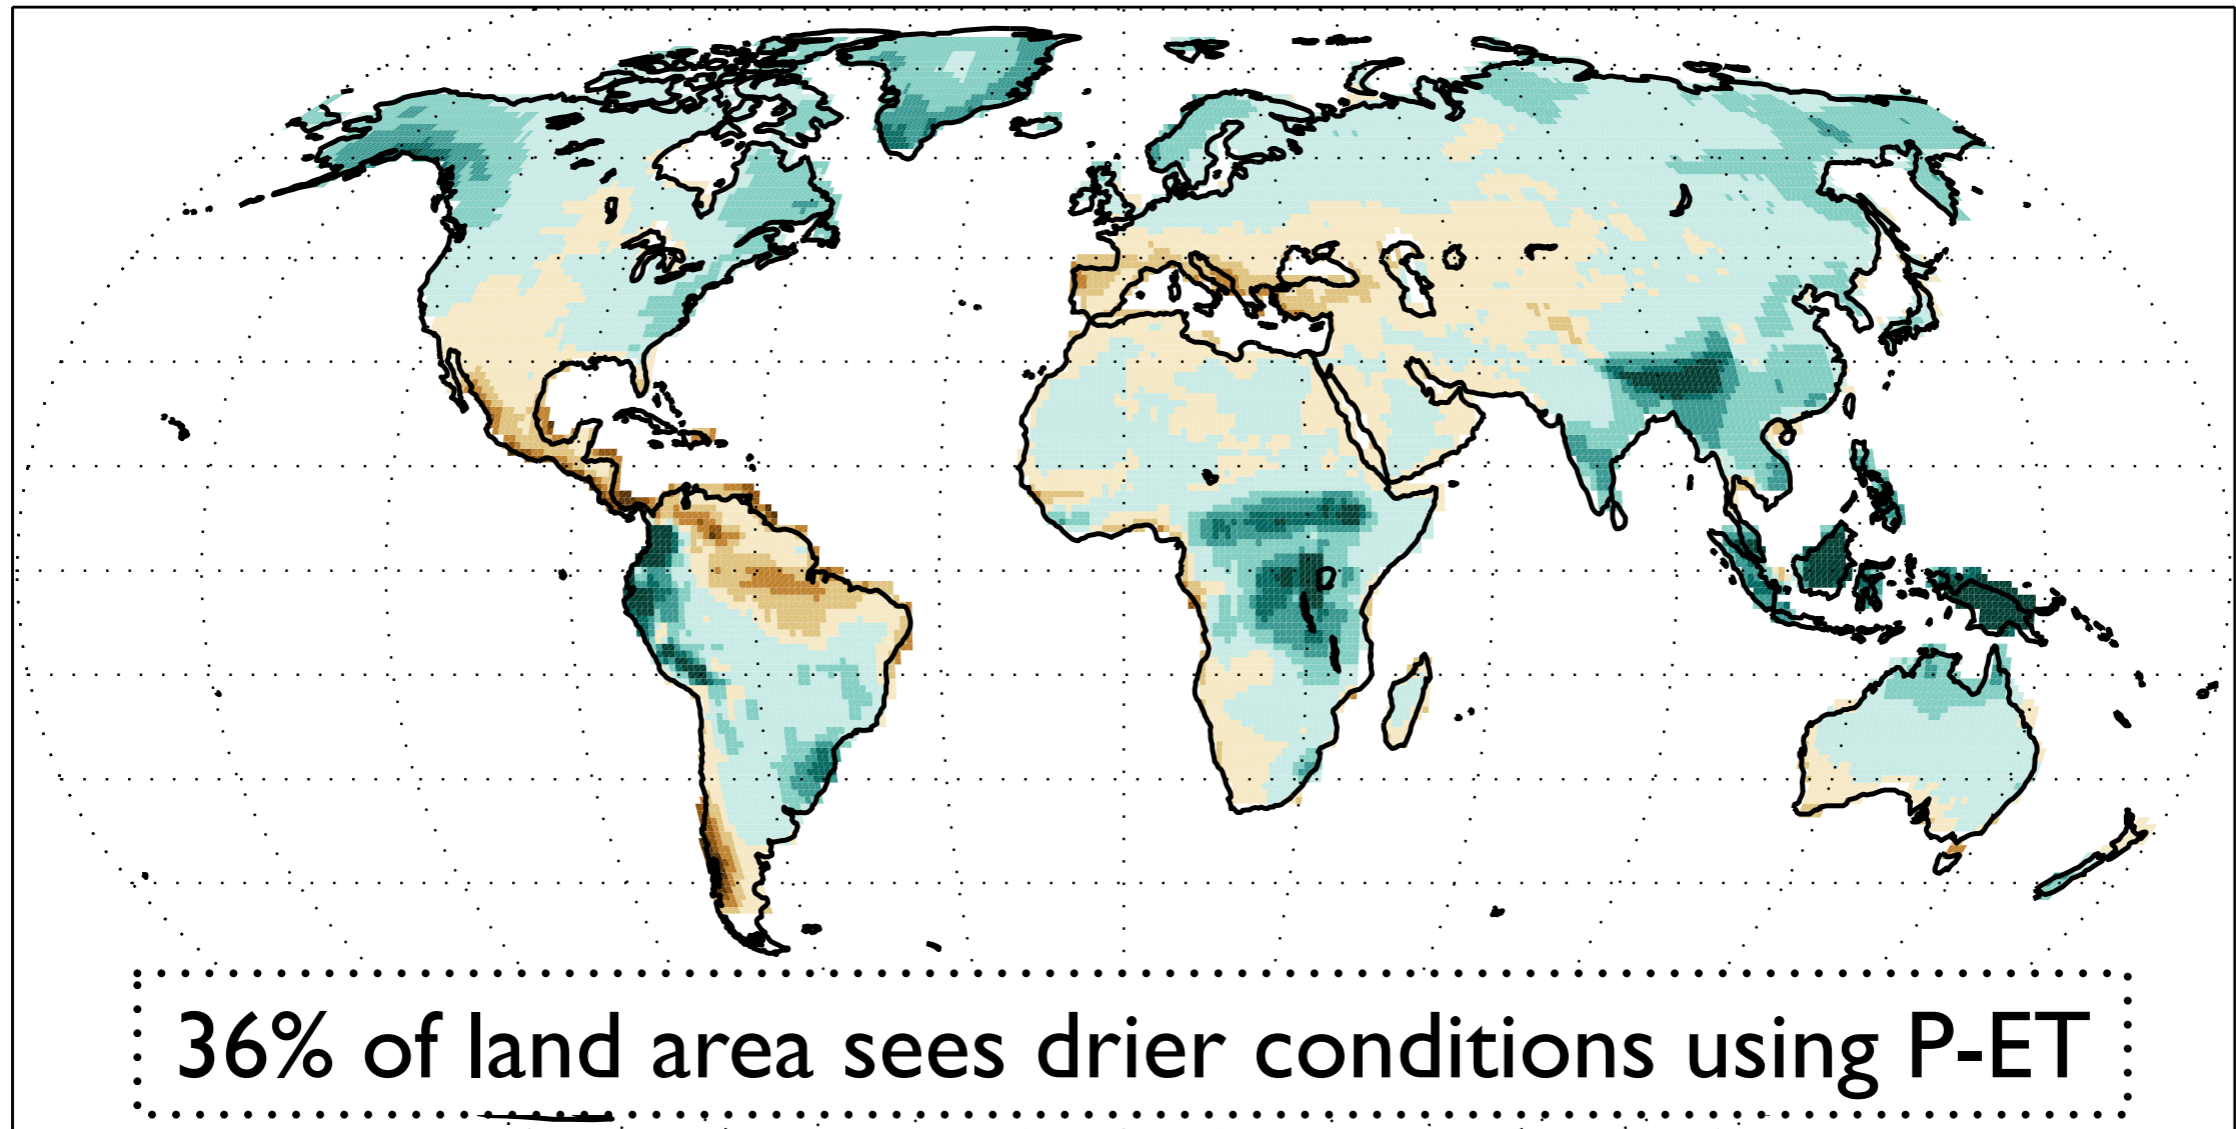 36% of land area sees drier conditions using P-ET